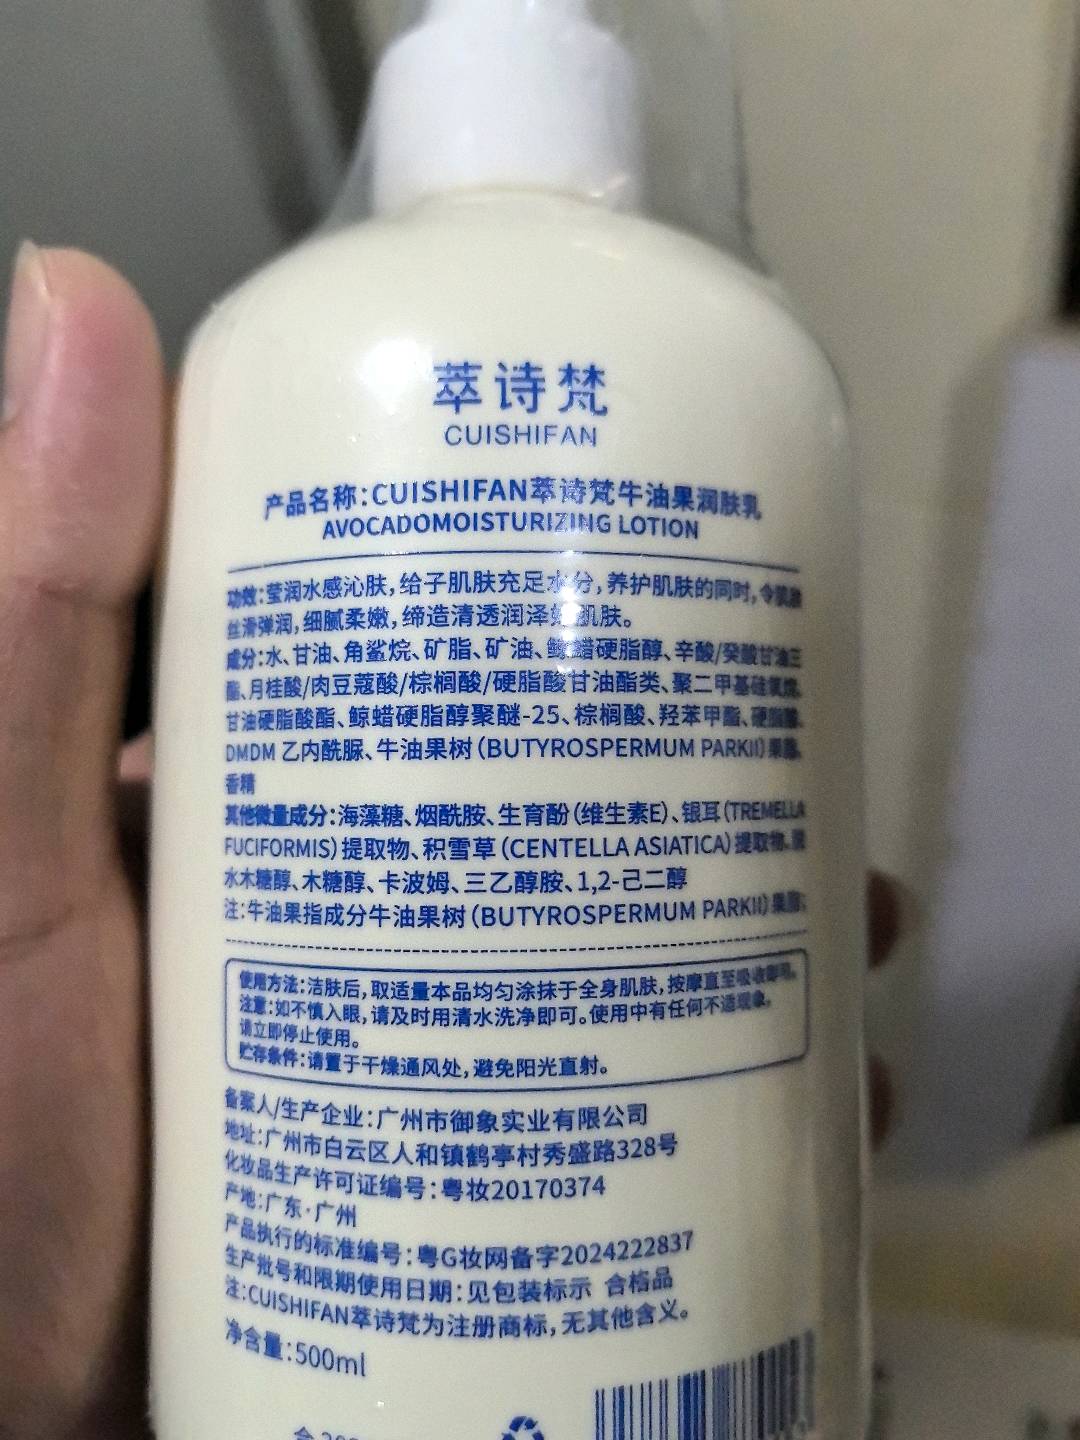 萃诗梵
CUISHIFAN
产品名称：CUISHIFAN萃诗梵牛油果润肤乳
AVOCADOMOISTURIZING LOTION
功效：莹润水感沁肤，给子肌肤充足水分，养护肌肤的同时，令肌肤
丝滑弹润，细腻柔嫩，缔造清透润泽好肌肤。
成分：水、甘油、角鲨烷、矿脂、矿油、鲸蜡硬脂醇、辛酸/癸酸甘油三
酯、月桂酸/肉豆蔻酸/棕榈酸/硬脂酸甘油酯类、聚二甲基硅氧烷、
甘油硬脂酸酯、鲸蜡硬脂醇聚醚-25、棕榈酸、羟苯甲酯、硬脂酸、
DMDM 乙内酰脲、牛油果树（BUTYROSPERMUM PARKII）果脂、
香精
其他微量成分：海藻糖、烟酰胺、生育酚（维生素E）、银耳（TREMELLA
FUCIFORMIS）提取物、积雪草（CENTELLA ASIATICA）提取物、脱
水木糖醇、木糖醇、卡波姆、三乙醇胺、1,2-己二醇
注：牛油果指成分牛油果树（BUTYROSPERMUM PARKII）果脂；
使用方法：洁肤后，取适量本品均匀涂抹于全身肌肤，按摩直至吸收即可。
注意：如不慎入眼，请及时用清水洗净即可。使用中有任何不适现象，
请立即停止使用。
贮存条件：请置于干燥通风处，避免阳光直射。
备案人/生产企业：广州市御象实业有限公司
地址：广州市白云区人和镇鹤亭村秀盛路328号
化妆品生产许可证编号：粤妆20170374
产地：广东·广州
产品执行的标准编号：粤G妆网备字2024222837
生产批号和限期使用日期：见包装标示 合格品
注：CUISHIFAN萃诗梵为注册商标，无其他含义。
净含量：500ml